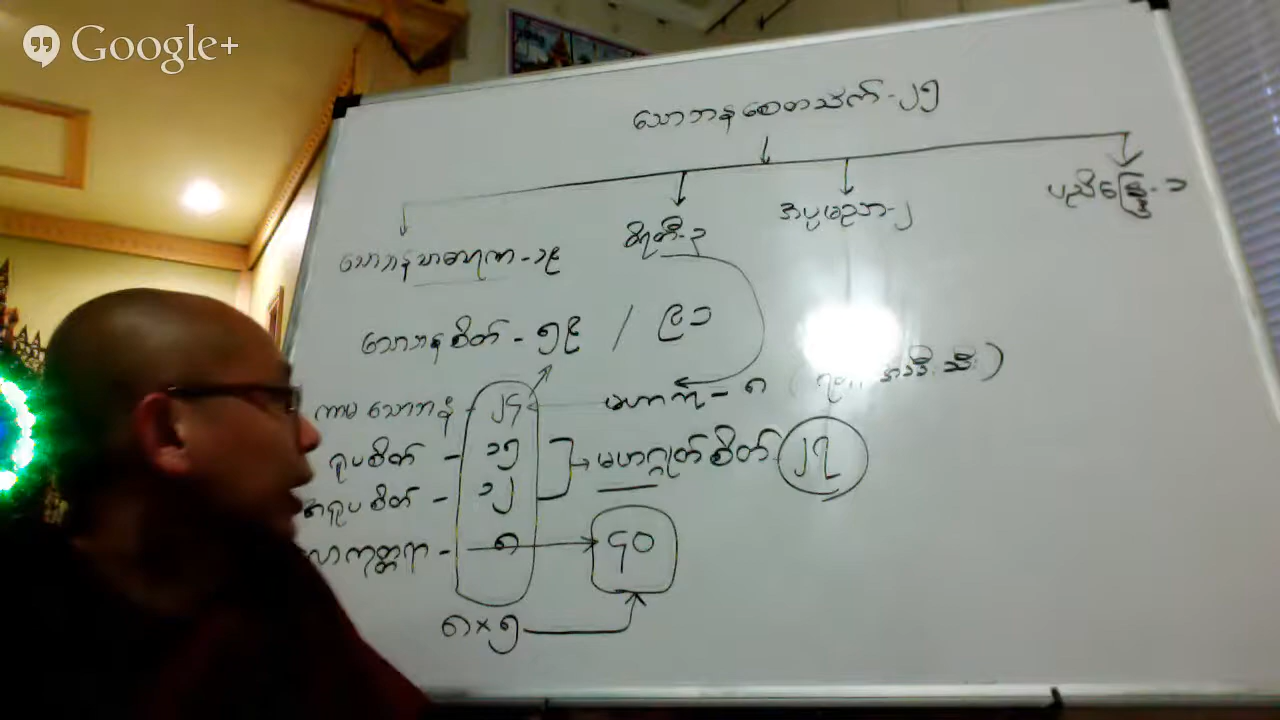 Google+
သောဘနစေတသိက် - ၂၅
သောဘနသာဓာရဏ - ၁၉
ဝိရတီ - ၃
အပ္ပမညာ - ၂
ပညိန္ဒြေ - ၁
သောဘနစိတ် - ၅၉ / ၉၁
ကာမ သောဘန - ၂၄
မဟာကု - ၈
ရူပစိတ် - ၁၅
မဟဂ္ဂုတ်စိတ် ၂၇
အရူပစိတ် - ၁၂
လောကုတ္တရာ - ၈
၄၀
၈ × ၅